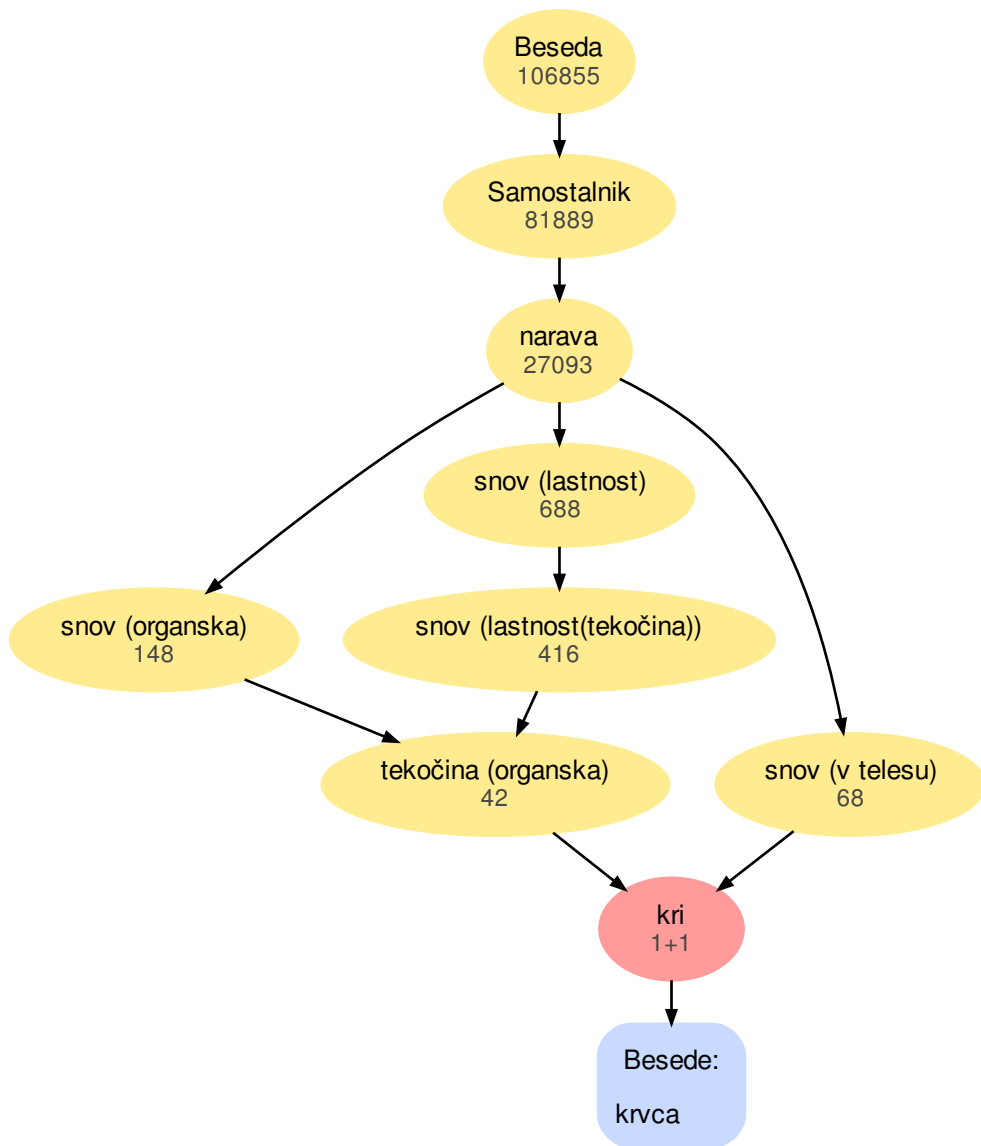 Beseda
106855
Samostalnik
81889
narava
27093
snov (lastnost)
688
snov (organska)
148
snov (lastnost(tekočina))
416
tekočina (organska)
42
snov (v telesu)
68
kri
1+1
Besede:
krvca